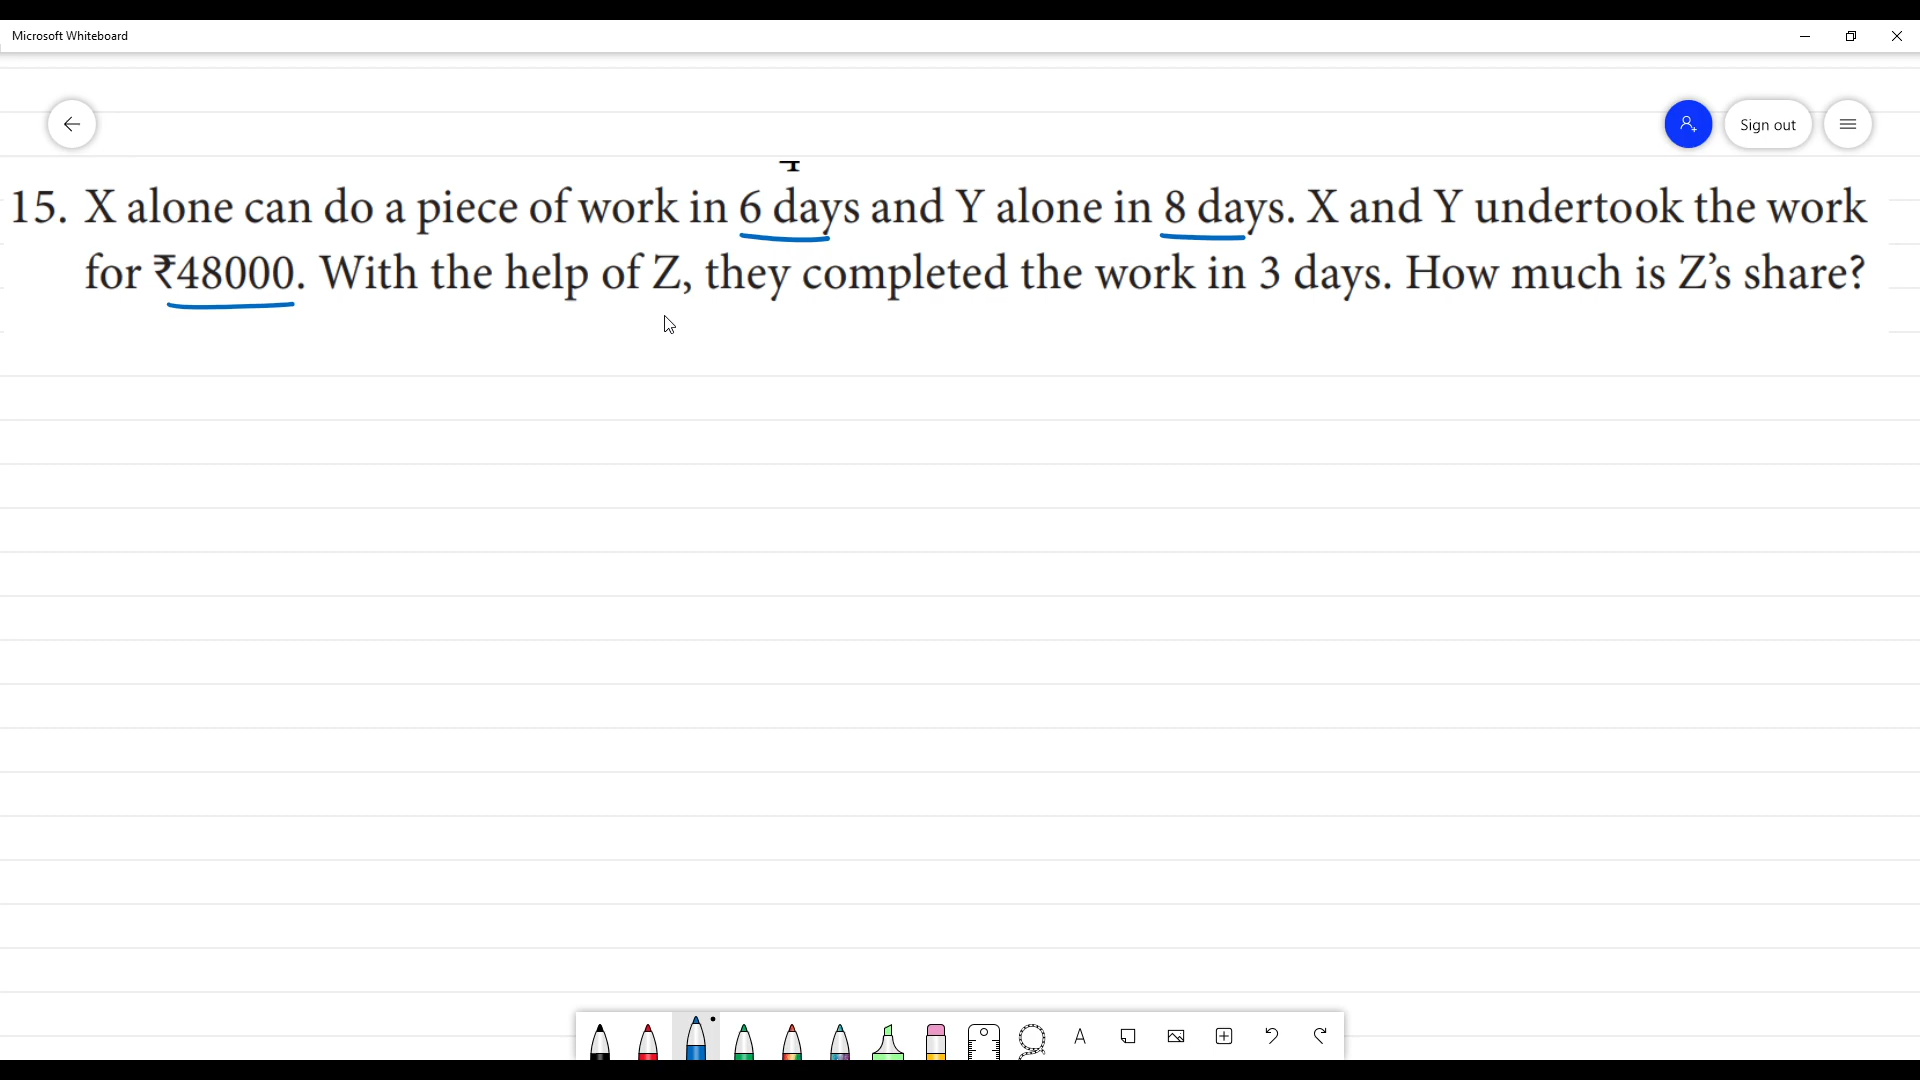 Microsoft Whiteboard
Sign out
15. X alone can do a piece of work in 6 days and Y alone in 8 days. X and Y undertook the work
for ₹48000. With the help of Z, they completed the work in 3 days. How much is Z’s share?
A